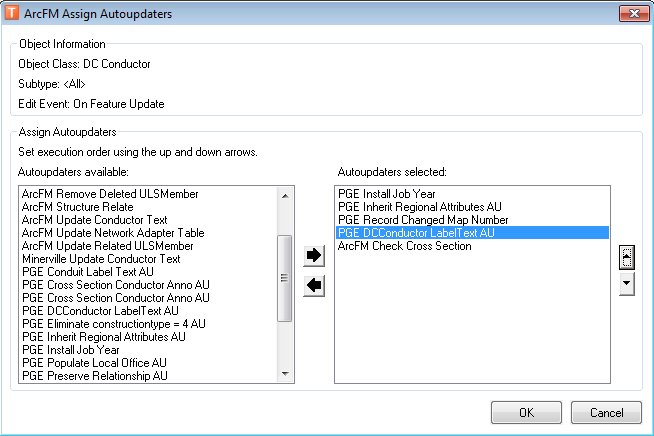 T ArcFM Assign Autoupdaters
Object Information
Object Class: DC Conductor
Subtype: <All>
Edit Event: On Feature Update
Assign Autoupdaters
Set execution order using the up and down arrows.
Autoupdaters available:
ArcFM Remove Deleted ULSMember
ArcFM Structure Relate
ArcFM Update Conductor Text
ArcFM Update Network Adapter Table
ArcFM Update Related ULSMember
Minerville Update Conductor Text
PGE Conduit Label Text AU
PGE Cross Section Conductor Anno AU
PGE Cross Section Conductor Anno AU
PGE DCConductor LabelText AU
PGE Eliminate constructiontype = 4 AU
PGE Inherit Regional Attributes AU
PGE Install Job Year
PGE Populate Local Office AU
PGE Preserve Relationship AU
Autoupdaters selected:
PGE Install Job Year
PGE Inherit Regional Attributes AU
PGE Record Changed Map Number
PGE DCConductor LabelText AU
ArcFM Check Cross Section
OK
Cancel